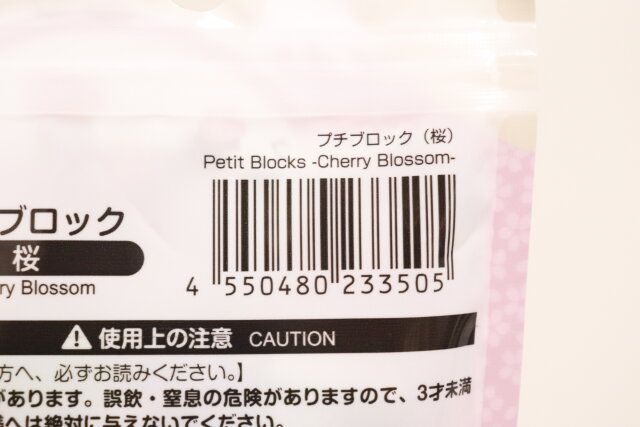 プチブロック（桜）
Petit Blocks -Cherry Blossom-
4 550480 233505
ブロック
桜
ry Blossom
使用上の注意 CAUTION
方へ、必ずお読みください。】
があります。誤飲・窒息の危険がありますので、3才未満
へは絶対に与えないでください。